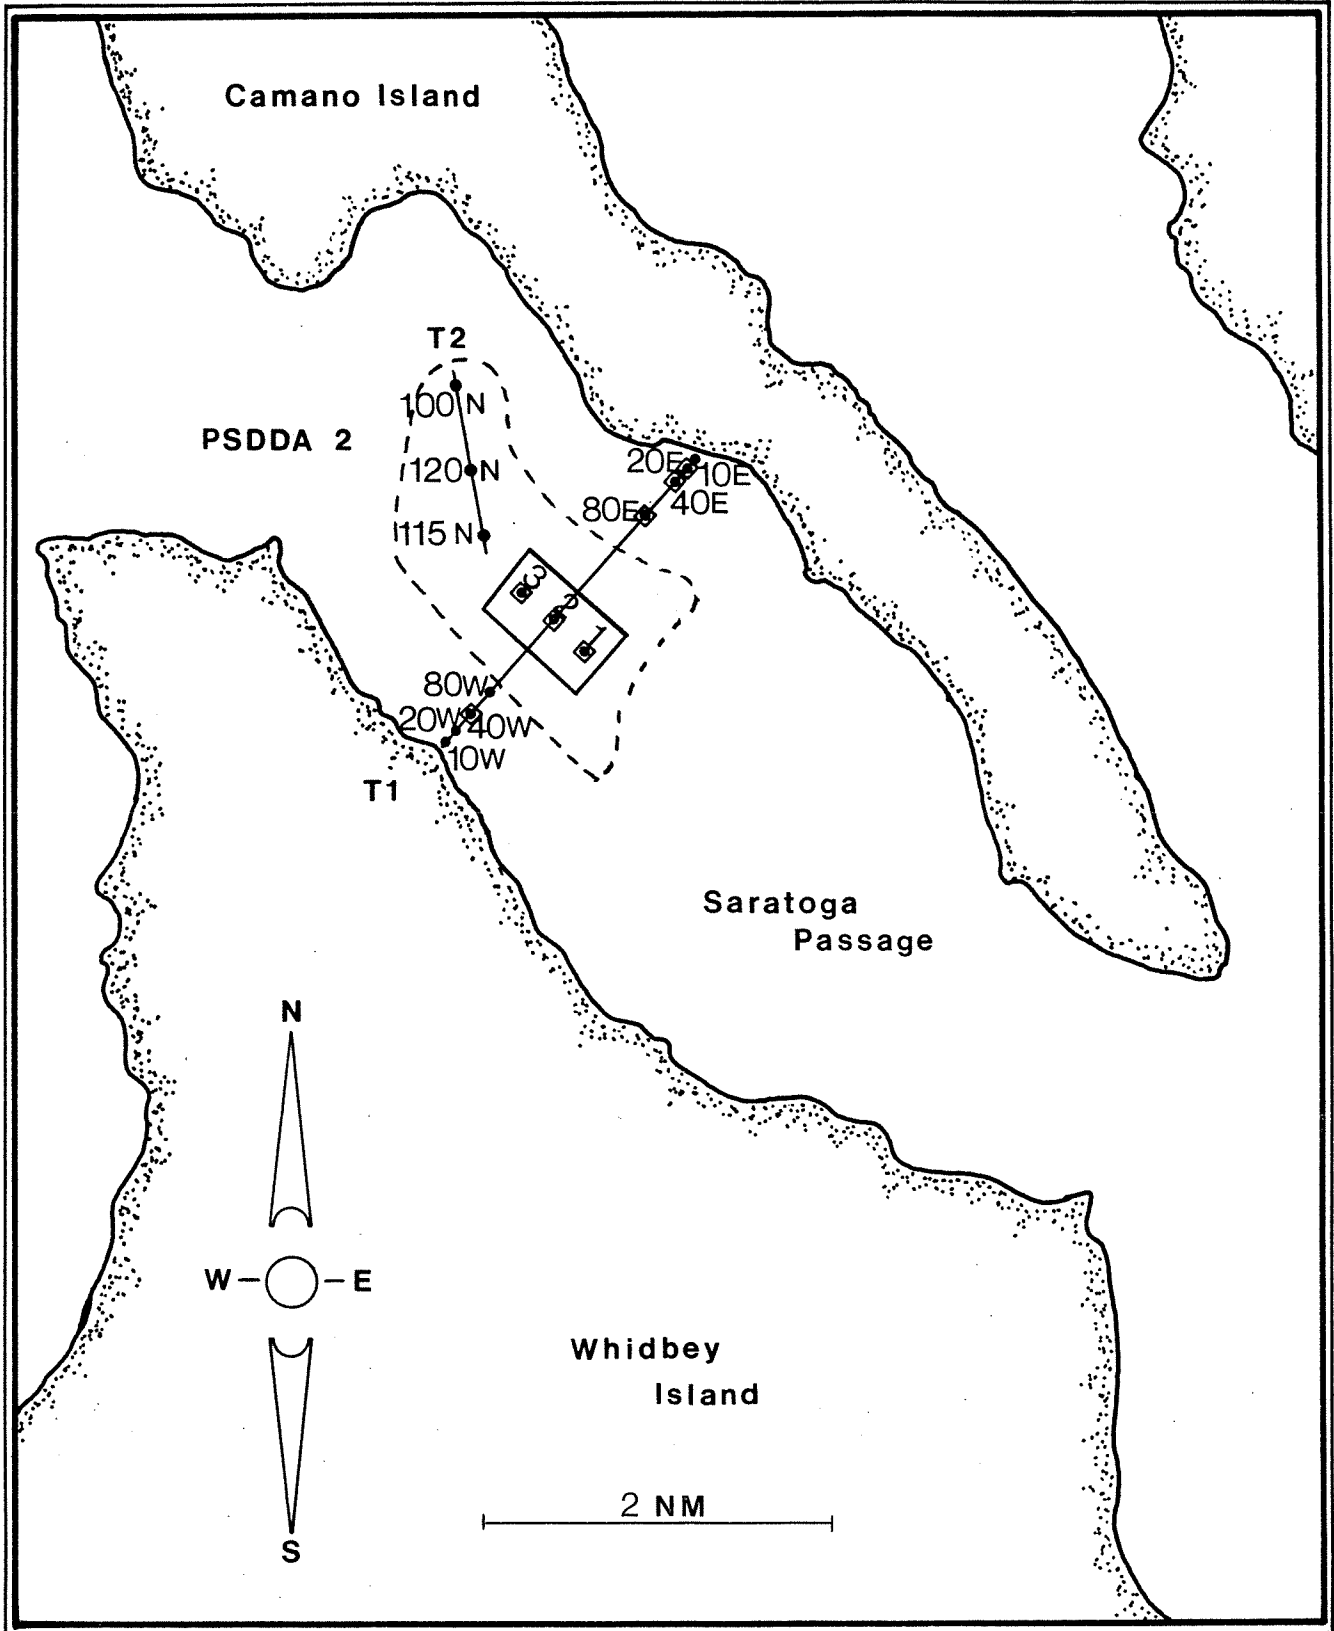 Camano Island
T2
100 N
PSDDA 2
120 N
20E
10E
40E
80E
115 N
3
2
1
80W
20W
40W
10W
T1
Saratoga
Passage
N
W
E
Whidbey
Island
2 NM
S